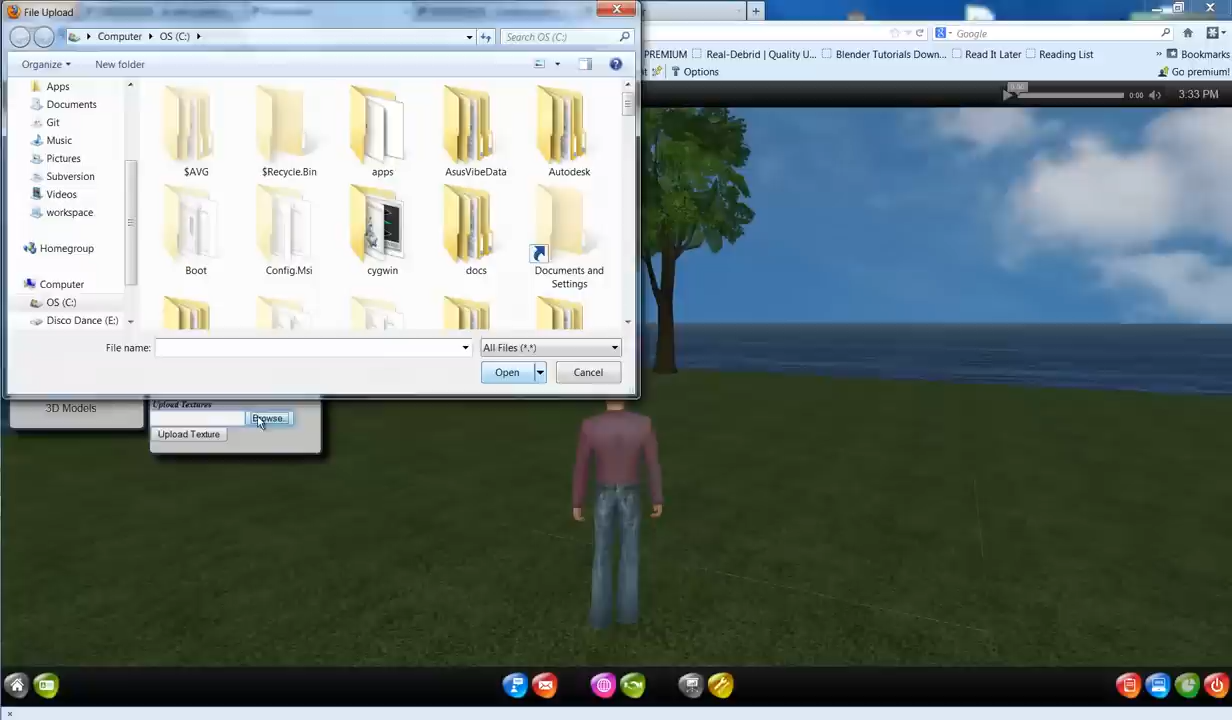 File Upload
Computer ▸ OS (C:) ▸
Search OS (C:)
Google
PREMIUM Real-Debrid | Quality U... Blender Tutorials Down... Read It Later Reading List » Bookmarks
Organize New folder
Options Go premium!
Apps
Documents
Git
Music
Pictures
Subversion
Videos
workspace
Homegroup
Computer
OS (C:)
Disco Dance (E:)
0:00
0:00 3:33 PM
$AVG $Recycle.Bin apps AsusVibeData Autodesk
Boot Config.Msi cygwin docs Documents and
Settings
File name: All Files (*.*)
Open Cancel
3D Models
Upload Textures
Browse..
Upload Texture